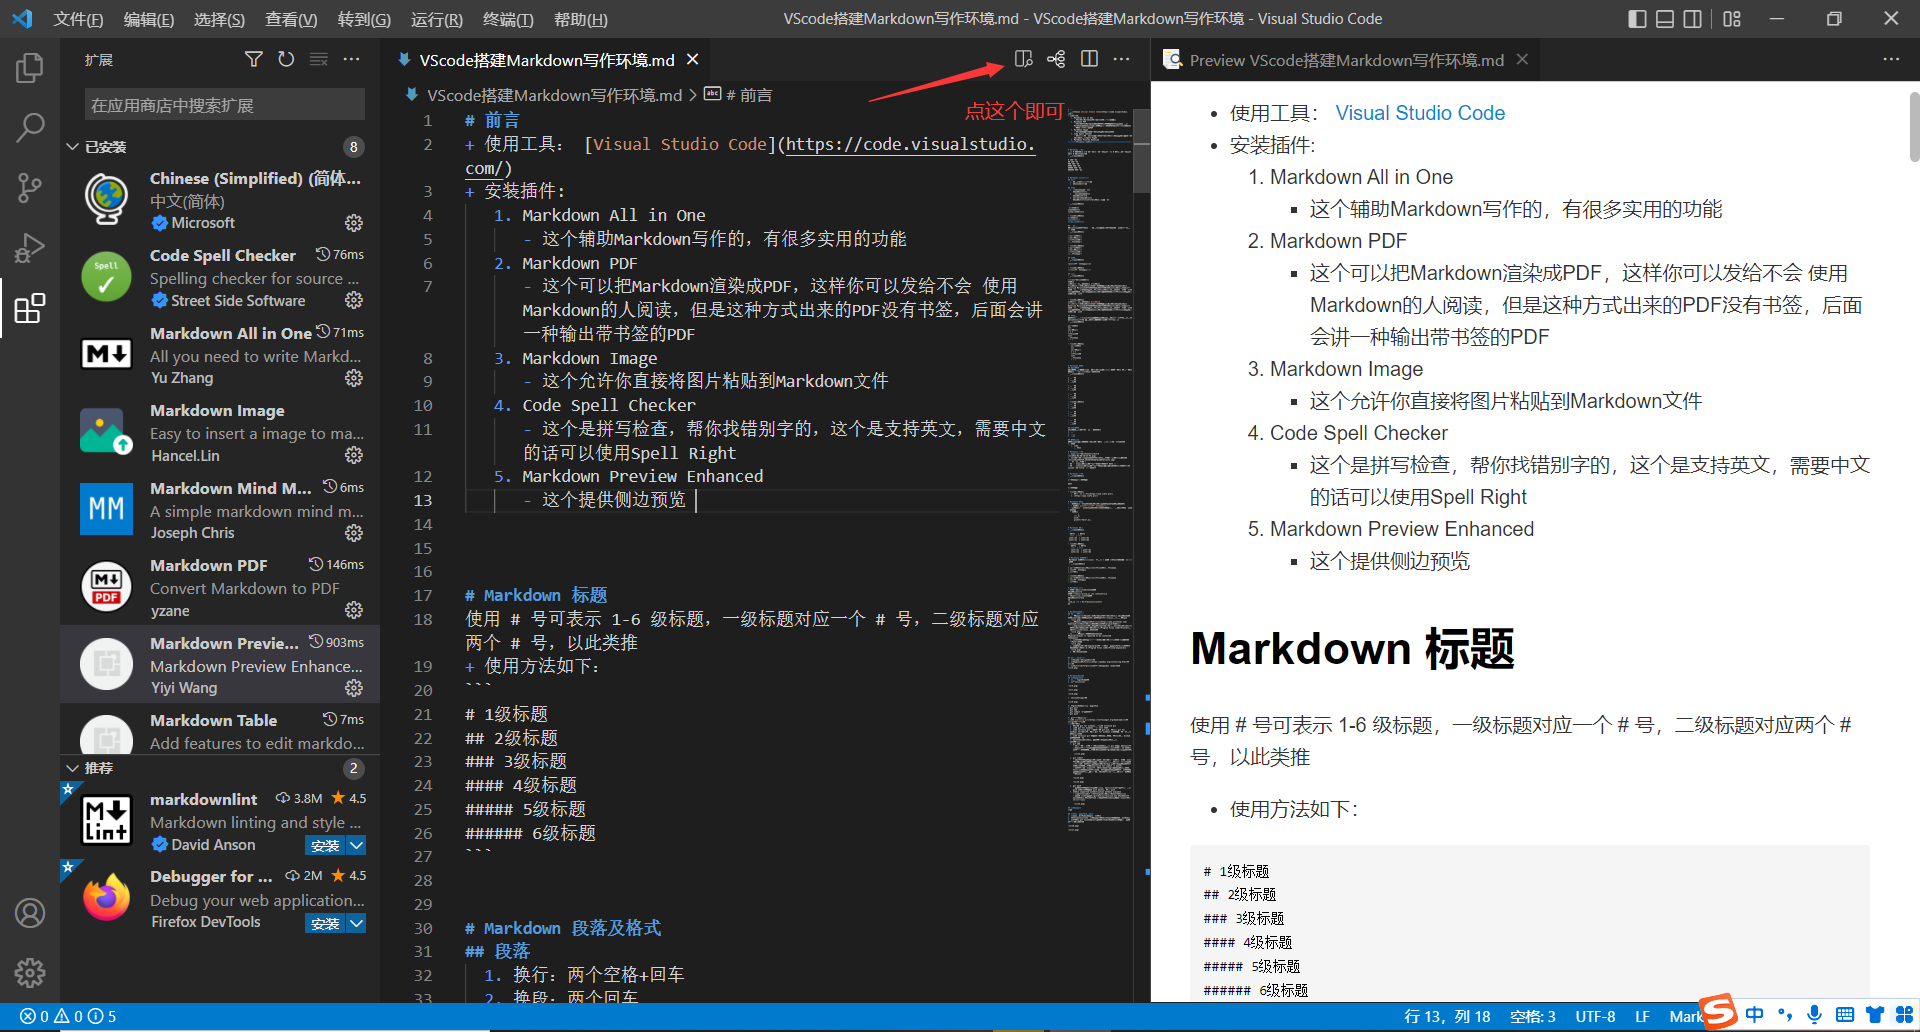 文件(F) 编辑(E) 选择(S) 查看(V) 转到(G) 运行(R) 终端(T) 帮助(H)
VScode搭建Markdown写作环境.md - VScode搭建Markdown写作环境 - Visual Studio Code
扩展
在应用商店中搜索扩展
已安装 8
Chinese (Simplified) (简体...
中文(简体)
Microsoft
Code Spell Checker 76ms
Spelling checker for source ...
Street Side Software
Markdown All in One 71ms
All you need to write Markd...
Yu Zhang
Markdown Image
Easy to insert a image to ma...
Hancel.Lin
MM
Markdown Mind M... 6ms
A simple markdown mind m...
Joseph Chris
Markdown PDF 146ms
Convert Markdown to PDF
yzane
Markdown Previe... 903ms
Markdown Preview Enhance...
Yiyi Wang
Markdown Table 7ms
Add features to edit markdo...
推荐 2
markdownlint 3.8M 4.5
Markdown linting and style ...
David Anson 安装
Debugger for ... 2M 4.5
Debug your web application...
Firefox DevTools 安装
VScode搭建Markdown写作环境.md
VScode搭建Markdown写作环境.md > # 前言
点这个即可
1 # 前言
2 + 使用工具： [Visual Studio Code](https://code.visualstudio.
com/)
3 + 安装插件:
4 1. Markdown All in One
5 - 这个辅助Markdown写作的，有很多实用的功能
6 2. Markdown PDF
7 - 这个可以把Markdown渲染成PDF，这样你可以发给不会 使用
Markdown的人阅读，但是这种方式出来的PDF没有书签，后面会讲
一种输出带书签的PDF
8 3. Markdown Image
9 - 这个允许你直接将图片粘贴到Markdown文件
10 4. Code Spell Checker
11 - 这个是拼写检查，帮你找错别字的，这个是支持英文，需要中文
的话可以使用Spell Right
12 5. Markdown Preview Enhanced
13 - 这个提供侧边预览
14
15
16
17 # Markdown 标题
18 使用 # 号可表示 1-6 级标题，一级标题对应一个 # 号，二级标题对应
两个 # 号，以此类推
19 + 使用方法如下：
20 ```
21 # 1级标题
22 ## 2级标题
23 ### 3级标题
24 #### 4级标题
25 ##### 5级标题
26 ###### 6级标题
27 ```
28
29
30 # Markdown 段落及格式
31 ## 段落
32 1. 换行：两个空格+回车
33 2. 换段：两个回车
Preview VScode搭建Markdown写作环境.md
• 使用工具： Visual Studio Code
• 安装插件:
1. Markdown All in One
▪ 这个辅助Markdown写作的，有很多实用的功能
2. Markdown PDF
▪ 这个可以把Markdown渲染成PDF，这样你可以发给不会 使用
Markdown的人阅读，但是这种方式出来的PDF没有书签，后面
会讲一种输出带书签的PDF
3. Markdown Image
▪ 这个允许你直接将图片粘贴到Markdown文件
4. Code Spell Checker
▪ 这个是拼写检查，帮你找错别字的，这个是支持英文，需要中文
的话可以使用Spell Right
5. Markdown Preview Enhanced
▪ 这个提供侧边预览
Markdown 标题
使用 # 号可表示 1-6 级标题，一级标题对应一个 # 号，二级标题对应两个 #
号，以此类推
• 使用方法如下：
# 1级标题
## 2级标题
### 3级标题
#### 4级标题
##### 5级标题
###### 6级标题
0 0 5
行 13，列 18 空格: 3 UTF-8 LF Mark
S 中